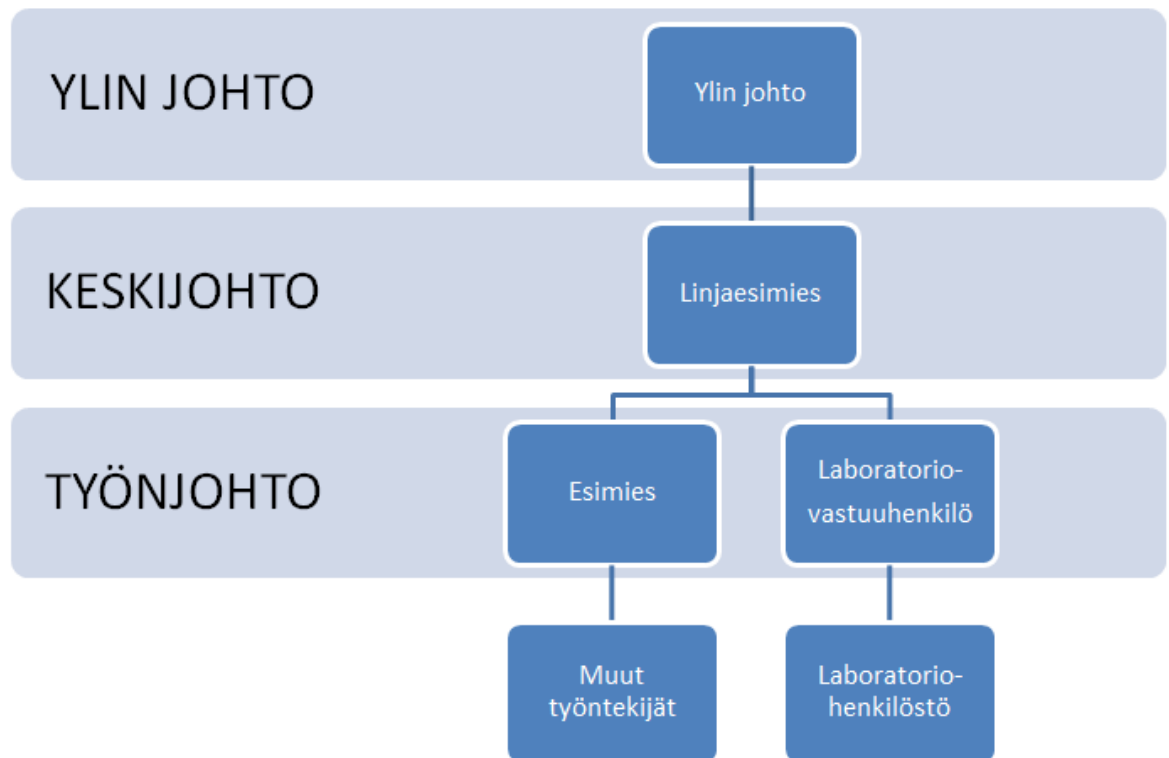 YLIN JOHTO
Ylin johto
KESKIJOHTO
Linjaesimies
TYÖNJOHTO
Esimies
Laboratorio-
vastuuhenkilö
Muut
työntekijät
Laboratorio-
henkilöstö